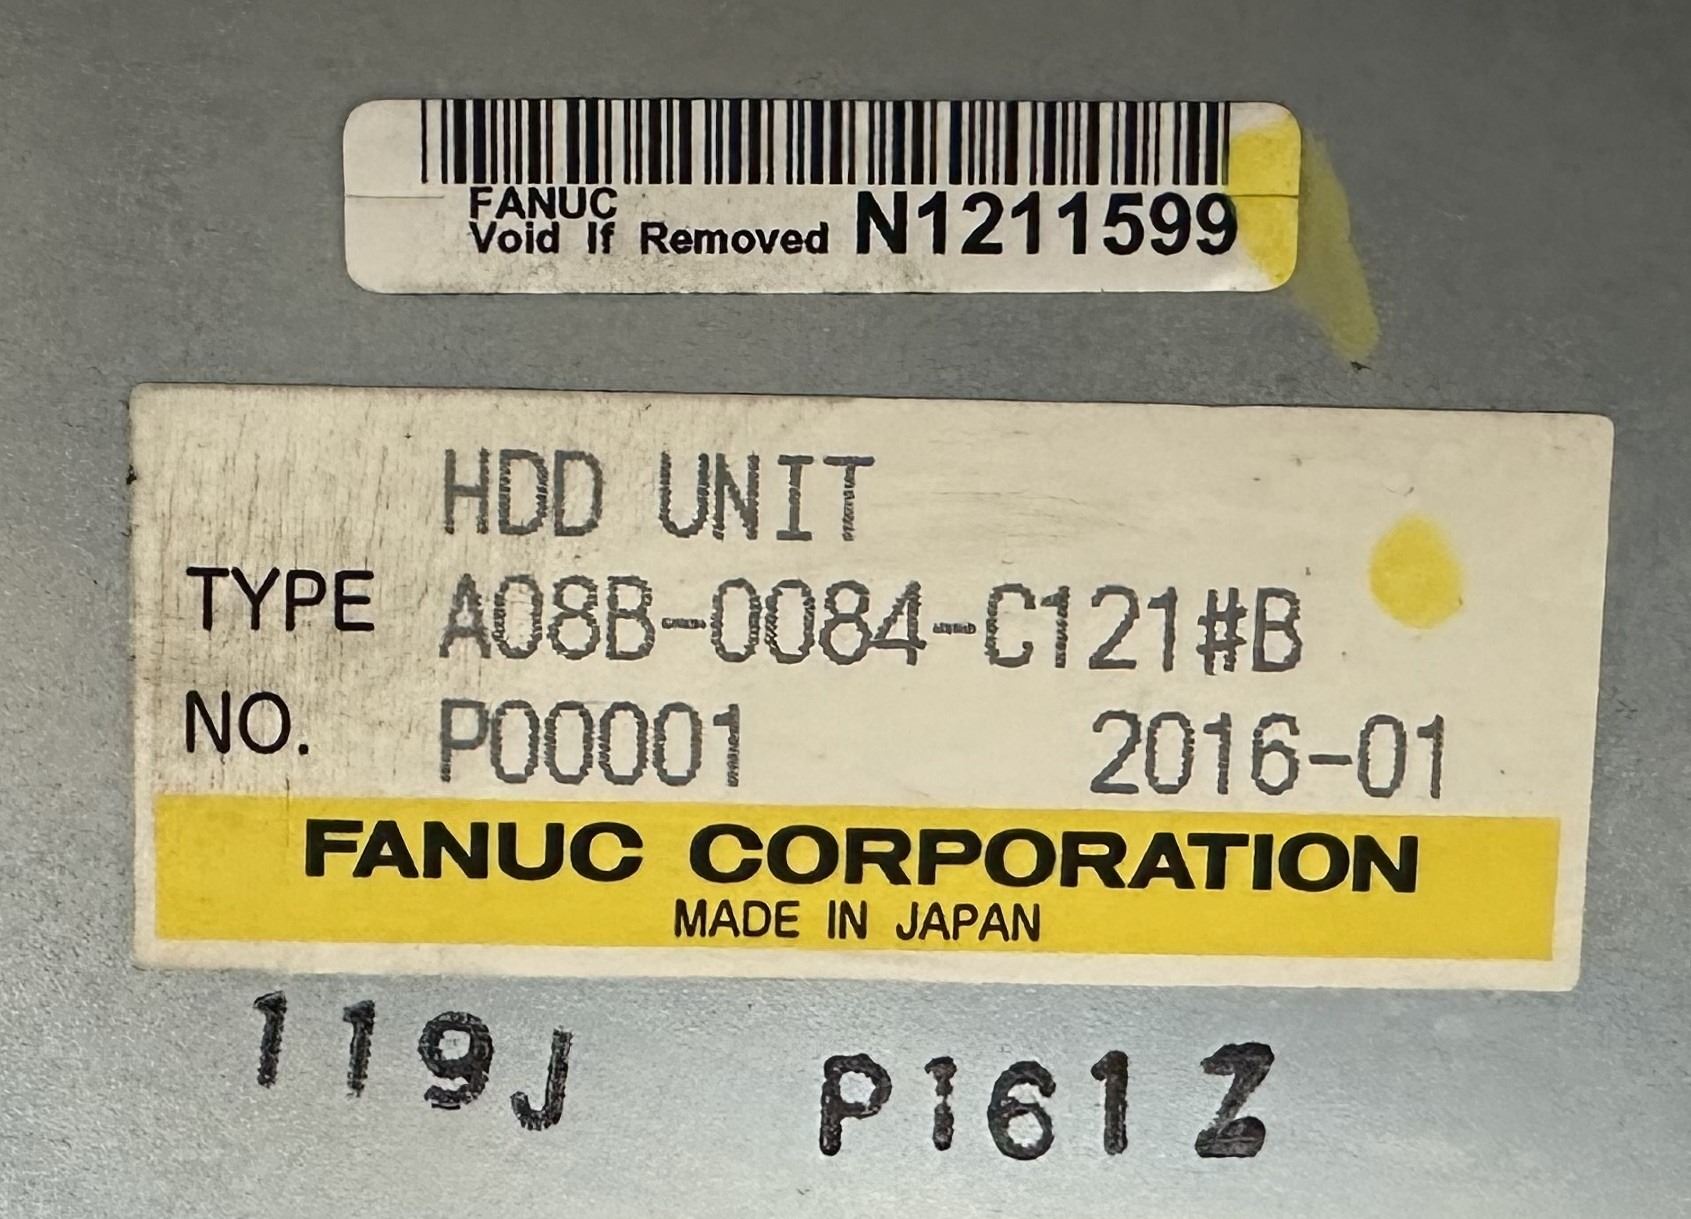 FANUC
Void If Removed N1211599
HDD UNIT
TYPE A08B-0084-C121#B
NO. P00001 2016-01
FANUC CORPORATION
MADE IN JAPAN
119J P161Z